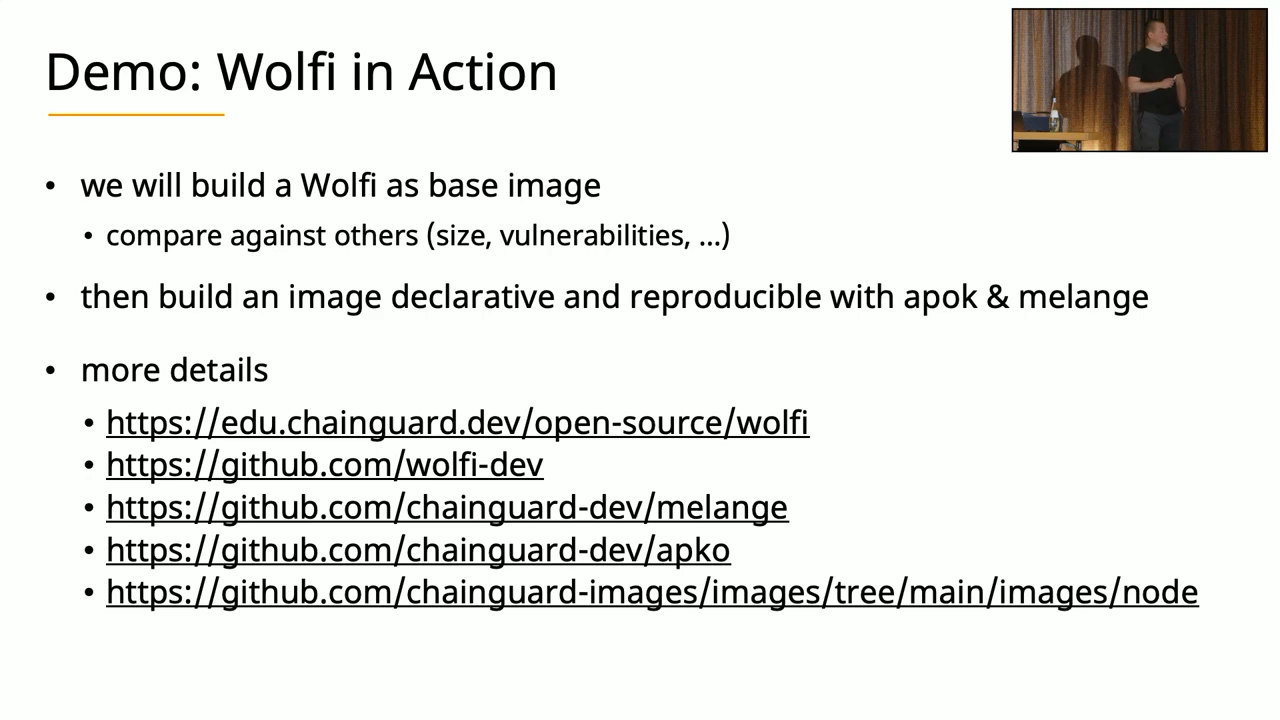 Demo: Wolfi in Action
• we will build a Wolfi as base image
• compare against others (size, vulnerabilities, ...)
• then build an image declarative and reproducible with apok & melange
• more details
• https://edu.chainguard.dev/open-source/wolfi
• https://github.com/wolfi-dev
• https://github.com/chainguard-dev/melange
• https://github.com/chainguard-dev/apko
• https://github.com/chainguard-images/images/tree/main/images/node